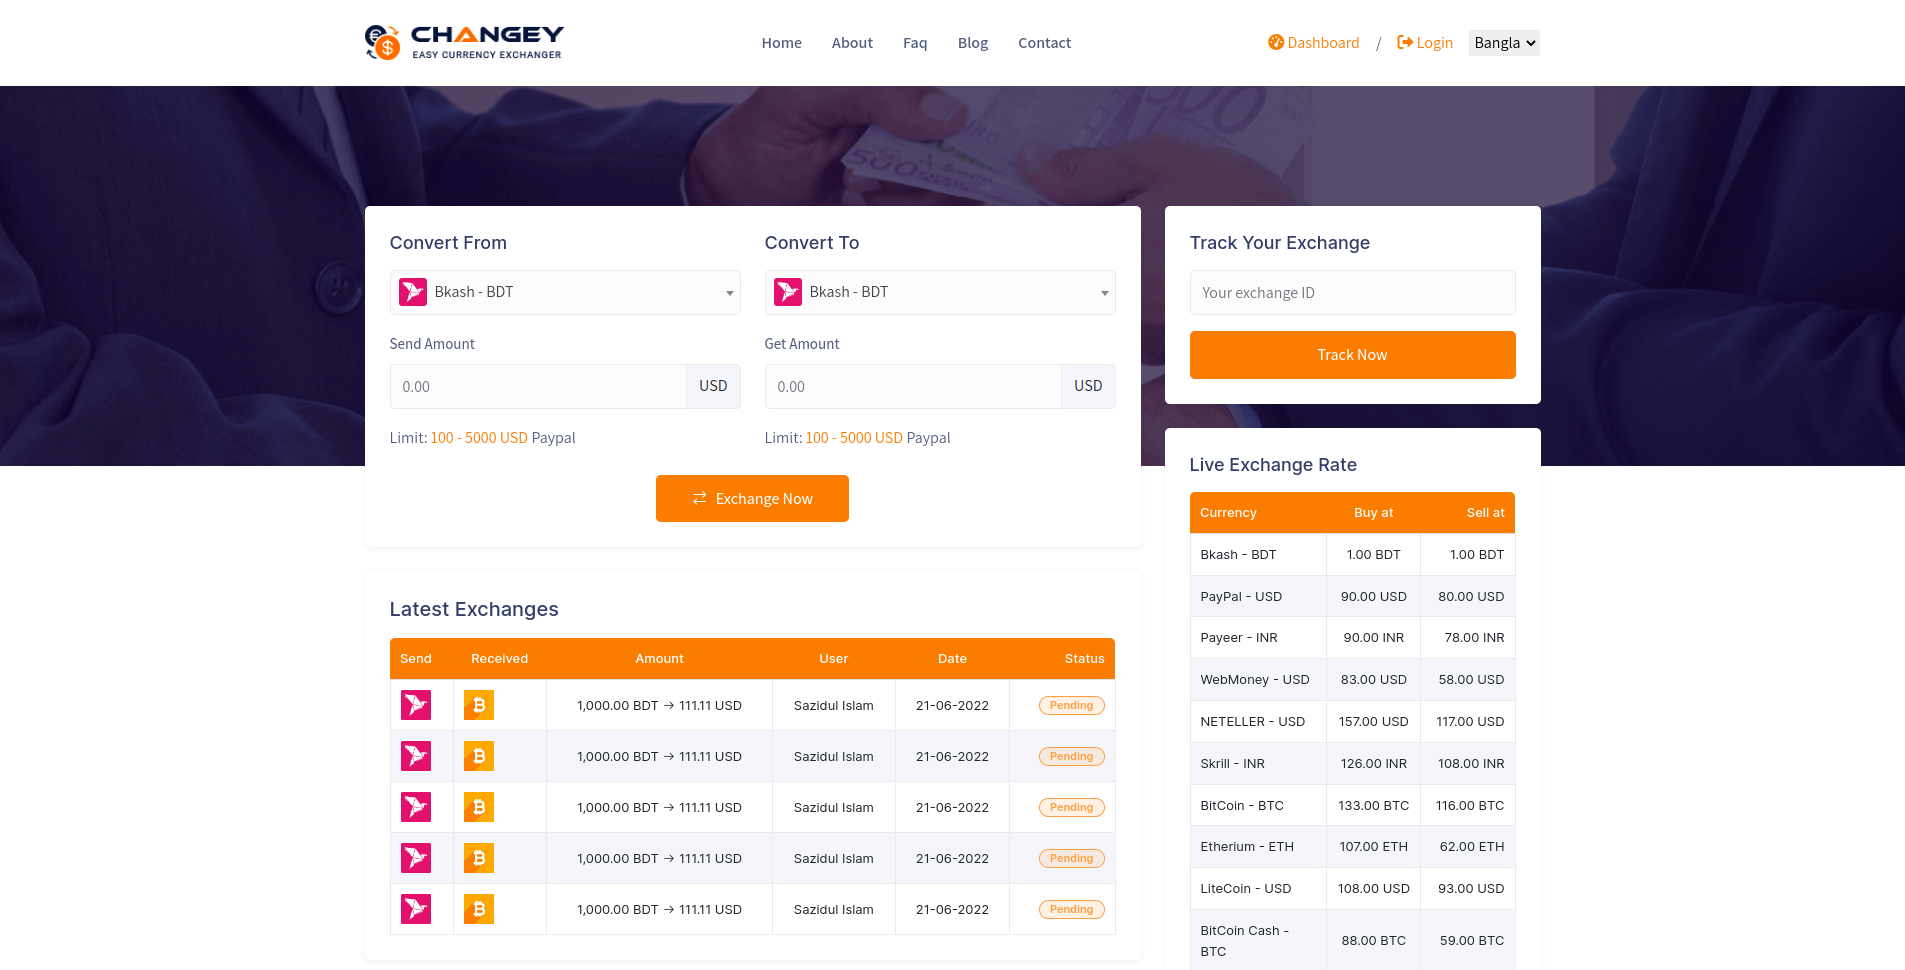 CHANGEY
EASY CURRENCY EXCHANGER
Home About Faq Blog Contact
Dashboard / Login Bangla
500 EURO
500
Convert From
Bkash - BDT
Send Amount
0.00 USD
Limit: 100 - 5000 USD Paypal
Convert To
Bkash - BDT
Get Amount
0.00 USD
Limit: 100 - 5000 USD Paypal
Exchange Now
Track Your Exchange
Your exchange ID
Track Now
Latest Exchanges
Send Received Amount User Date Status
1,000.00 BDT → 111.11 USD Sazidul Islam 21-06-2022 Pending
1,000.00 BDT → 111.11 USD Sazidul Islam 21-06-2022 Pending
1,000.00 BDT → 111.11 USD Sazidul Islam 21-06-2022 Pending
1,000.00 BDT → 111.11 USD Sazidul Islam 21-06-2022 Pending
1,000.00 BDT → 111.11 USD Sazidul Islam 21-06-2022 Pending
Live Exchange Rate
Currency Buy at Sell at
Bkash - BDT 1.00 BDT 1.00 BDT
PayPal - USD 90.00 USD 80.00 USD
Payeer - INR 90.00 INR 78.00 INR
WebMoney - USD 83.00 USD 58.00 USD
NETELLER - USD 157.00 USD 117.00 USD
Skrill - INR 126.00 INR 108.00 INR
BitCoin - BTC 133.00 BTC 116.00 BTC
Etherium - ETH 107.00 ETH 62.00 ETH
LiteCoin - USD 108.00 USD 93.00 USD
BitCoin Cash -
BTC 88.00 BTC 59.00 BTC